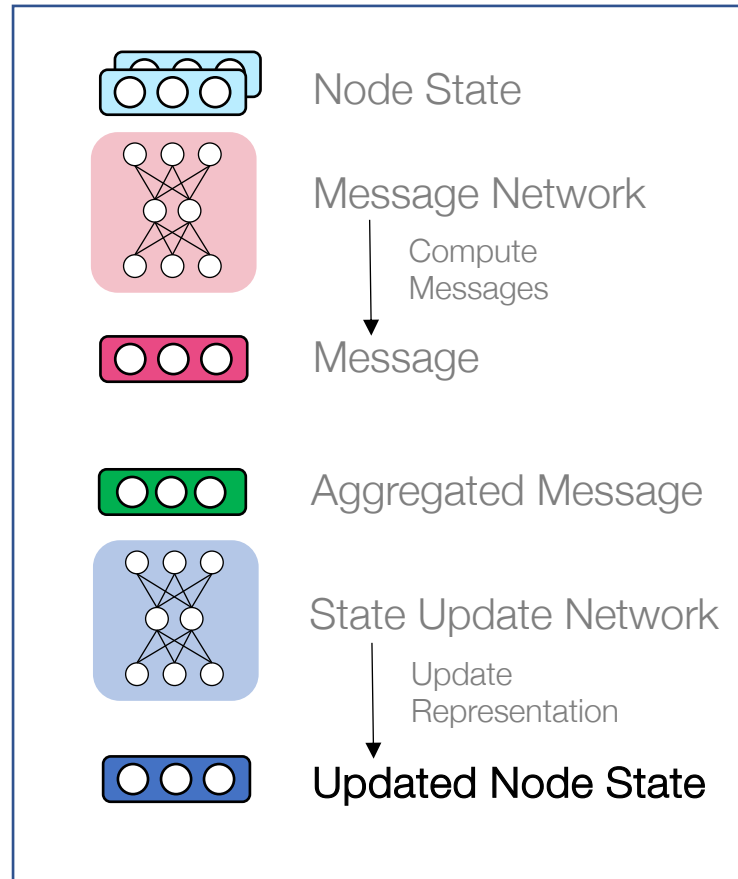 Node State
Message Network
Compute
Messages
Message
Aggregated Message
State Update Network
Update
Representation
Updated Node State